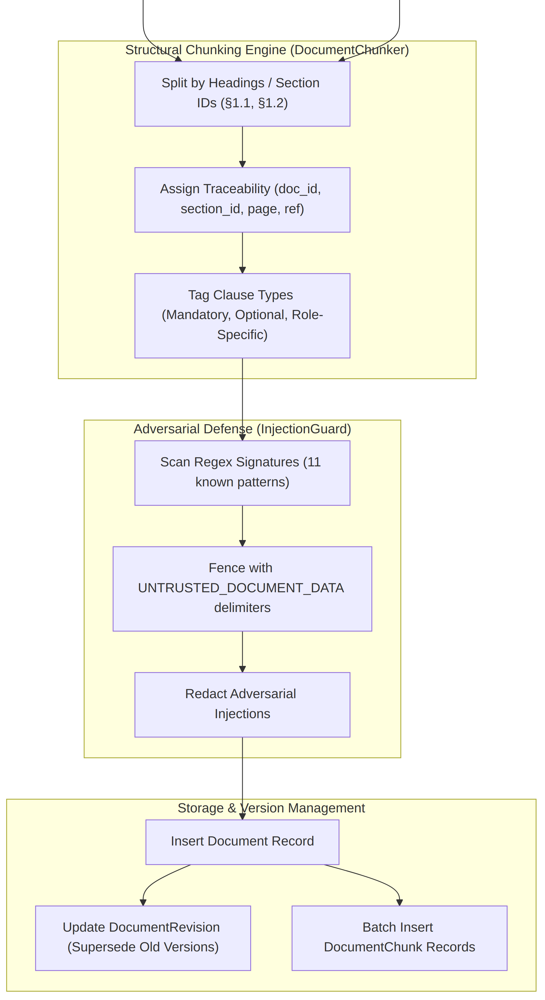 Structural Chunking Engine (DocumentChunker)
Split by Headings / Section
IDs (§1.1, §1.2)
Assign Traceability (doc_id,
section_id, page, ref)
Tag Clause Types
(Mandatory, Optional, Role-
Specific)
Adversarial Defense (InjectionGuard)
Scan Regex Signatures (11
known patterns)
Fence with
UNTRUSTED_DOCUMENT_DATA
delimiters
Redact Adversarial
Injections
Storage & Version Management
Insert Document Record
Update DocumentRevision
(Supersede Old Versions)
Batch Insert
DocumentChunk Records